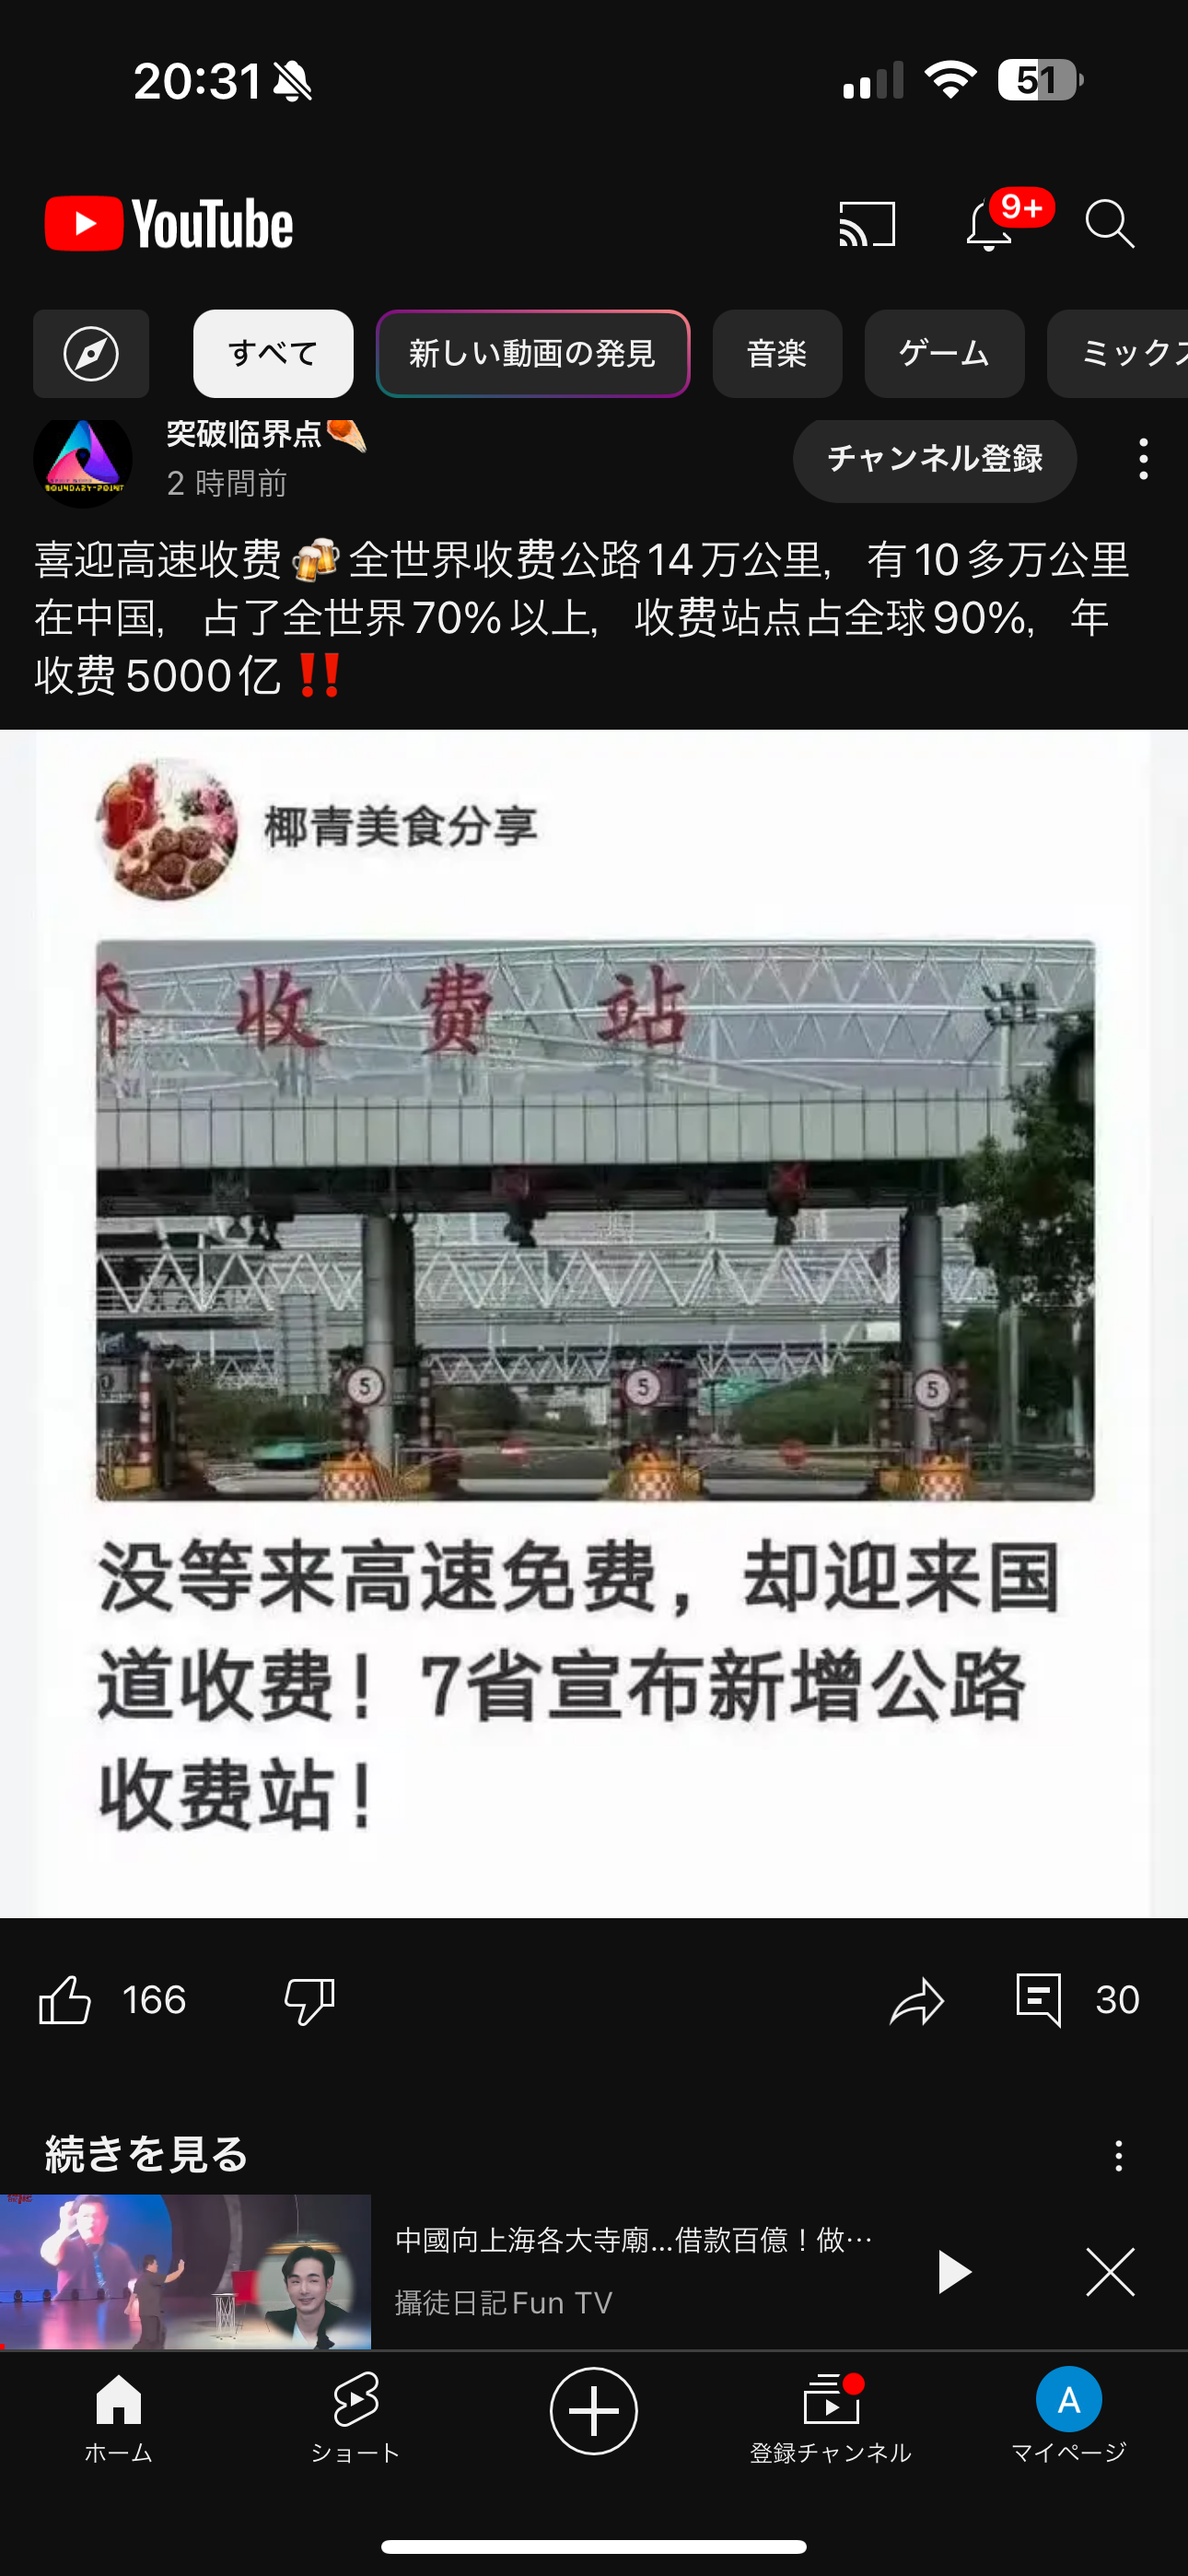 20:31
51
YouTube
9+
すべて
新しい動画の発見
音楽
ゲーム
ミックス
突破临界点
BOUNDARY-POINT
2 時間前
チャンネル登録
喜迎高速收费🍻全世界收费公路14万公里，有10多万公里
在中国，占了全世界70%以上，收费站点占全球90%，年
收费5000亿‼️
椰青美食分享
收 费 站
5
5
5
没等来高速免费，却迎来国
道收费！7省宣布新增公路
收费站！
166
30
続きを見る
中國向上海各大寺廟...借款百億！做…
攝徒日記Fun TV
ホーム
ショート
登録チャンネル
A
マイページ